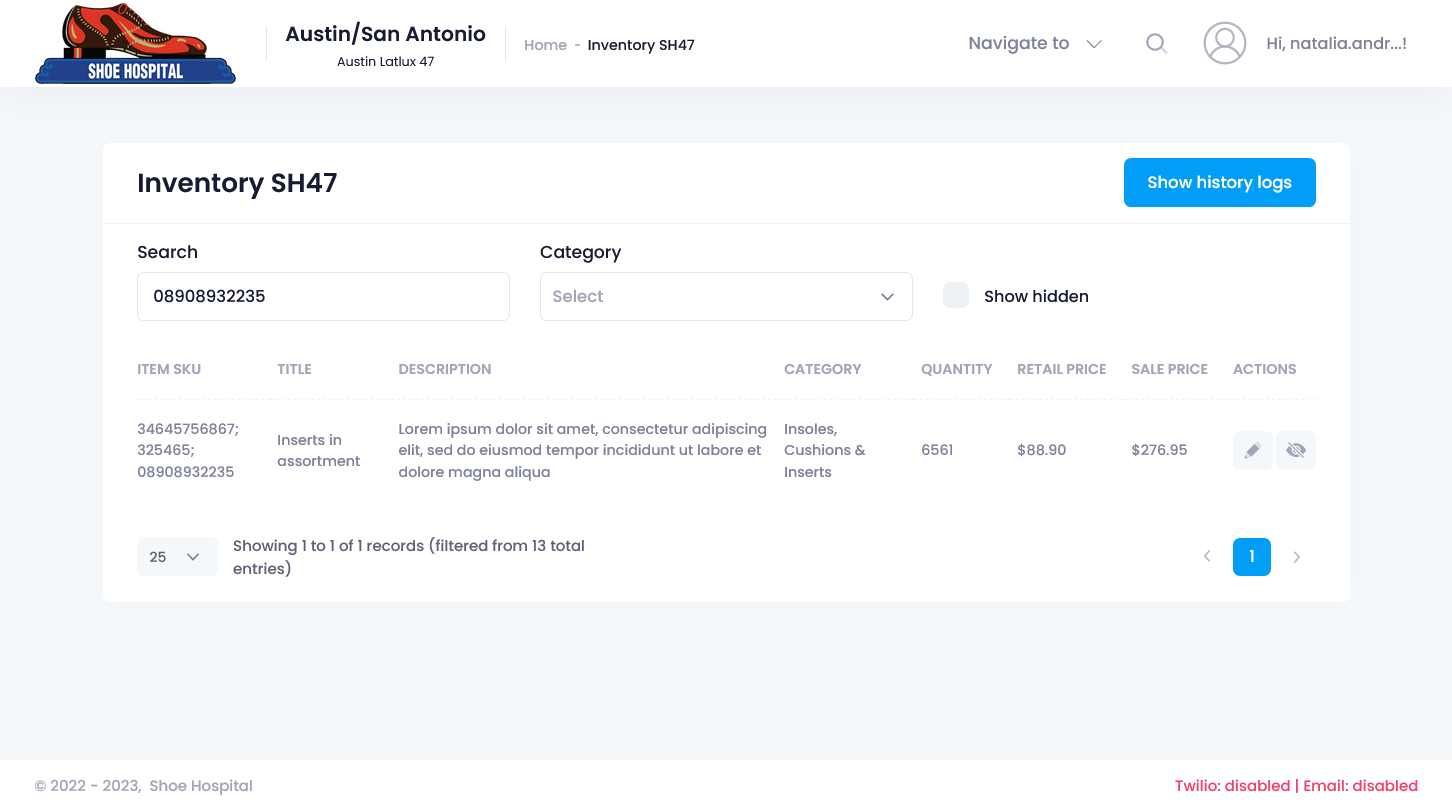 SHOE HOSPITAL
Austin/San Antonio
Austin Latlux 47
Home - Inventory SH47
Navigate to
Hi, natalia.andr...!
Inventory SH47
Show history logs
Search
Category
08908932235
Select
Show hidden
ITEM SKU TITLE DESCRIPTION CATEGORY QUANTITY RETAIL PRICE SALE PRICE ACTIONS
34645756867;
325465;
08908932235
Inserts in
assortment
Lorem ipsum dolor sit amet, consectetur adipiscing
elit, sed do eiusmod tempor incididunt ut labore et
dolore magna aliqua
Insoles,
Cushions &
Inserts
6561
$88.90
$276.95
25
Showing 1 to 1 of 1 records (filtered from 13 total
entries)
1
© 2022 - 2023, Shoe Hospital
Twilio: disabled | Email: disabled